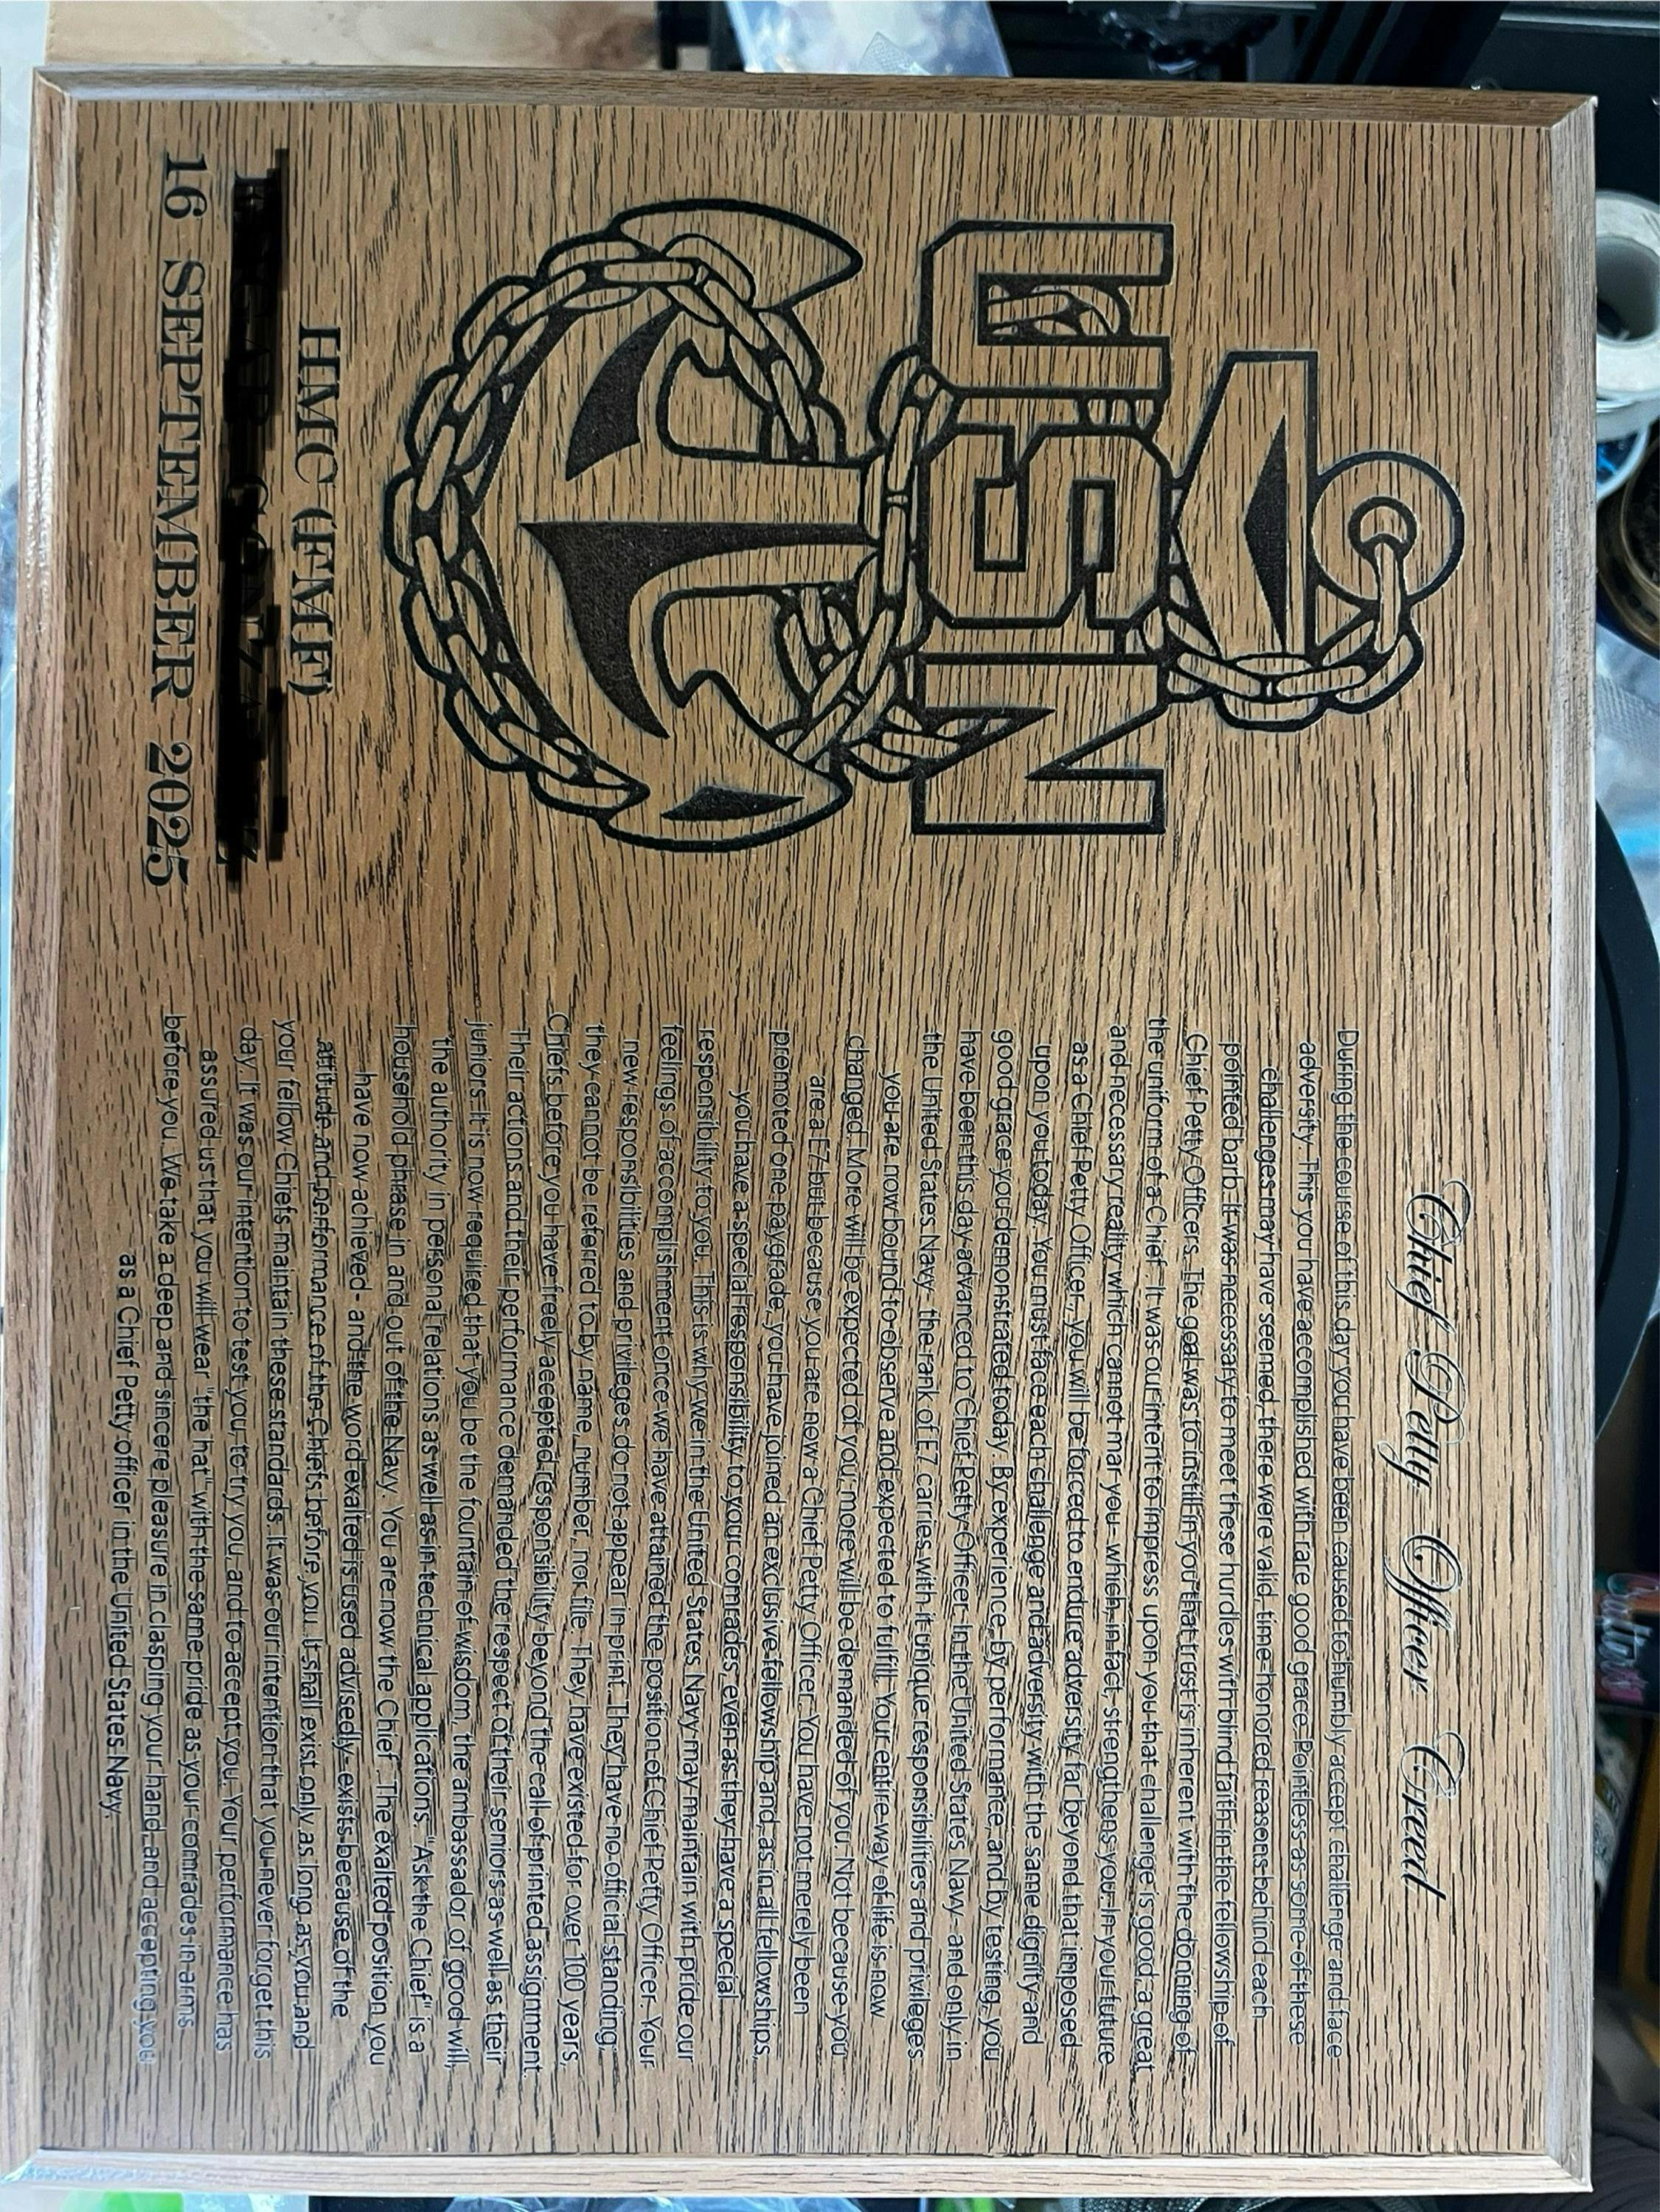 USN
HMC (FMF)
16 SEPTEMBER 2025
Chief Petty Officer Creed
During the course of this day you have been caused to humbly accept challenge and face
adversity. This you have accomplished with rare good grace. Pointless as some of these
challenges may have seemed, there were valid, time-honored reasons behind each
pointed barb. It was necessary to meet these hurdles with blind faith in the fellowship of
Chief Petty Officers. The goal was to instill in you that trust is inherent with the donning of
the uniform of a Chief. It was our intent to impress upon you that challenge is good; a great
and necessary reality which cannot mar you - which, in fact, strengthens you. In your future
as a Chief Petty Officer, you will be forced to endure adversity far beyond that imposed
upon you today. You must face each challenge and adversity with the same dignity and
good grace you demonstrated today. By experience, by performance, and by testing, you
have been this day advanced to Chief Petty Officer. In the United States Navy - and only in
the United States Navy - the rank of E7 carries with it unique responsibilities and privileges
you are now bound to observe and expected to fulfill. Your entire way of life is now
changed. More will be expected of you; more will be demanded of you. Not because you
are a E7 but because you are now a Chief Petty Officer. You have not merely been
promoted one paygrade, you have joined an exclusive fellowship and, as in all fellowships,
you have a special responsibility to your comrades, even as they have a special
responsibility to you. This is why we in the United States Navy may maintain with pride our
feelings of accomplishment once we have attained the position of Chief Petty Officer. Your
new responsibilities and privileges do not appear in print. They have no official standing;
they cannot be referred to by name, number, nor file. They have existed for over 100 years,
Chiefs before you have freely accepted responsibility beyond the call of printed assignment.
Their actions and their performance demanded the respect of their seniors as well as their
juniors. It is now required that you be the fountain of wisdom, the ambassador of good will,
the authority in personal relations as well as in technical applications. "Ask the Chief" is a
household phrase in and out of the Navy. You are now the Chief. The exalted position you
have now achieved - and the word exalted is used advisedly - exists because of the
attitude and performance of the Chiefs before you. It shall exist only as long as you and
your fellow Chiefs maintain these standards. It was our intention that you never forget this
day. It was our intention to test you, to try you, and to accept you. Your performance has
assured us that you will wear "the hat" with the same pride as your comrades in arms
before you. We take a deep and sincere pleasure in clasping your hand, and accepting you
as a Chief Petty officer in the United States Navy.